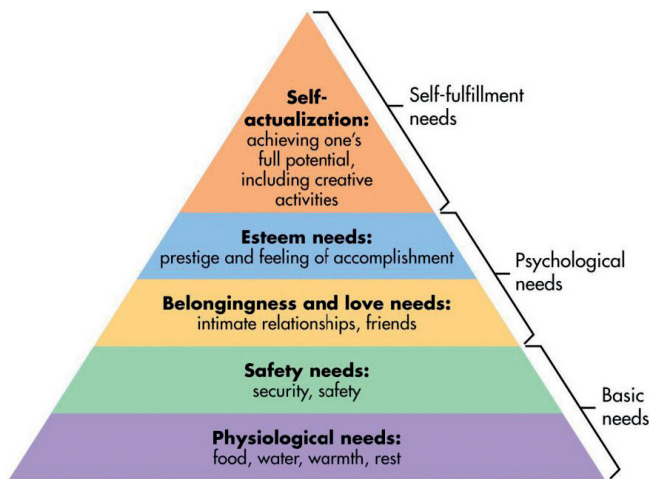 Self-
actualization:
achieving one's
full potential,
including creative
activities
Self-fulfillment
needs
Esteem needs:
prestige and feeling of accomplishment
Belongingness and love needs:
intimate relationships, friends
Psychological
needs
Safety needs:
security, safety
Physiological needs:
food, water, warmth, rest
Basic
needs